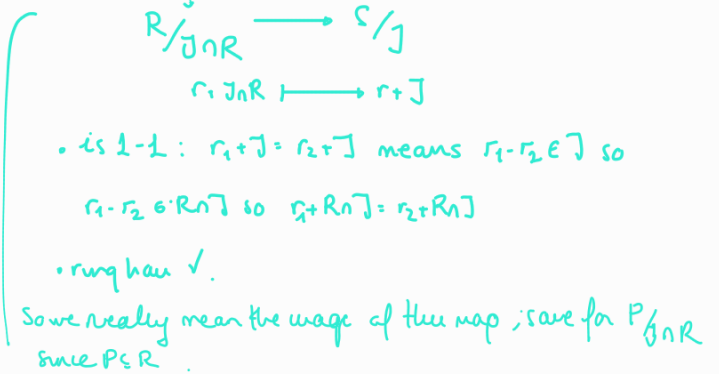 R/J∩R ⟶ S/J
r+J∩R ⟼ r+J
• is 1-1: r₁+J = r₂+J means r₁-r₂ ∈ J so
r₁-r₂ ∈ R∩J so r₁+R∩J = r₂+R∩J
• ring hom ✓.
So we really mean the image of this map; same for P/J∩R
since P⊆R.